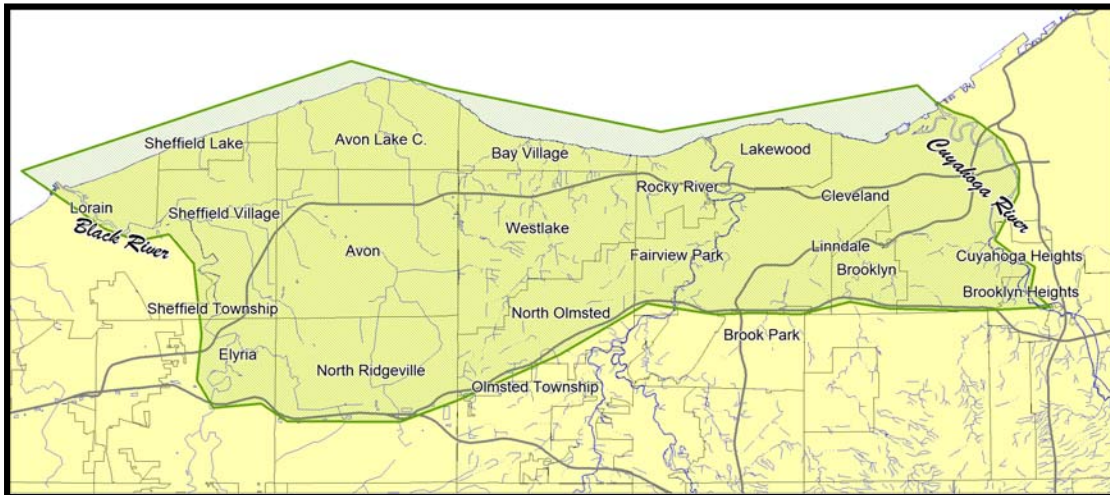 Sheffield Lake
Avon Lake C.
Bay Village
Lakewood
Rocky River
Cleveland
Cuyahoga River
Lorain
Sheffield Village
Black River
Avon
Westlake
Fairview Park
Linndale
Brooklyn
Cuyahoga Heights
Brooklyn Heights
Sheffield Township
North Olmsted
Brook Park
Elyria
North Ridgeville
Olmsted Township